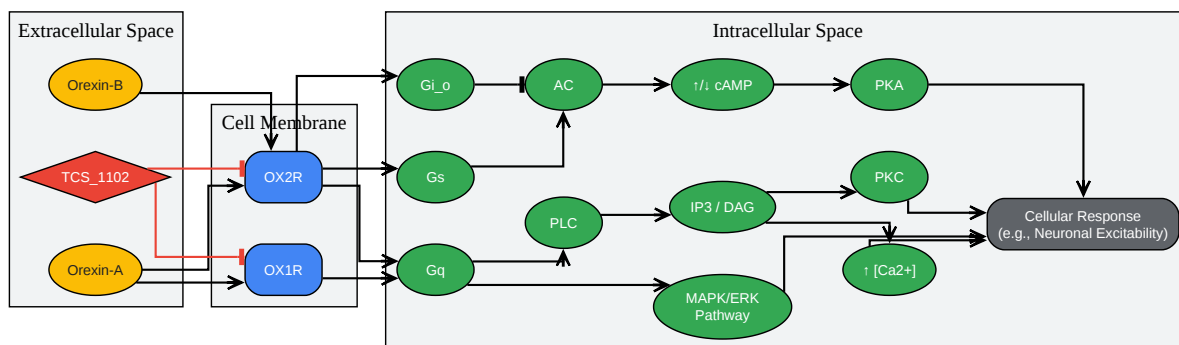 Extracellular Space
Intracellular Space
Cell Membrane
Orexin-B
TCS_1102
Orexin-A
OX2R
OX1R
Gi_o
Gs
Gq
AC
PLC
↑/↓ cAMP
IP3 / DAG
MAPK/ERK
Pathway
PKA
PKC
↑ [Ca2+]
Cellular Response
(e.g., Neuronal Excitability)